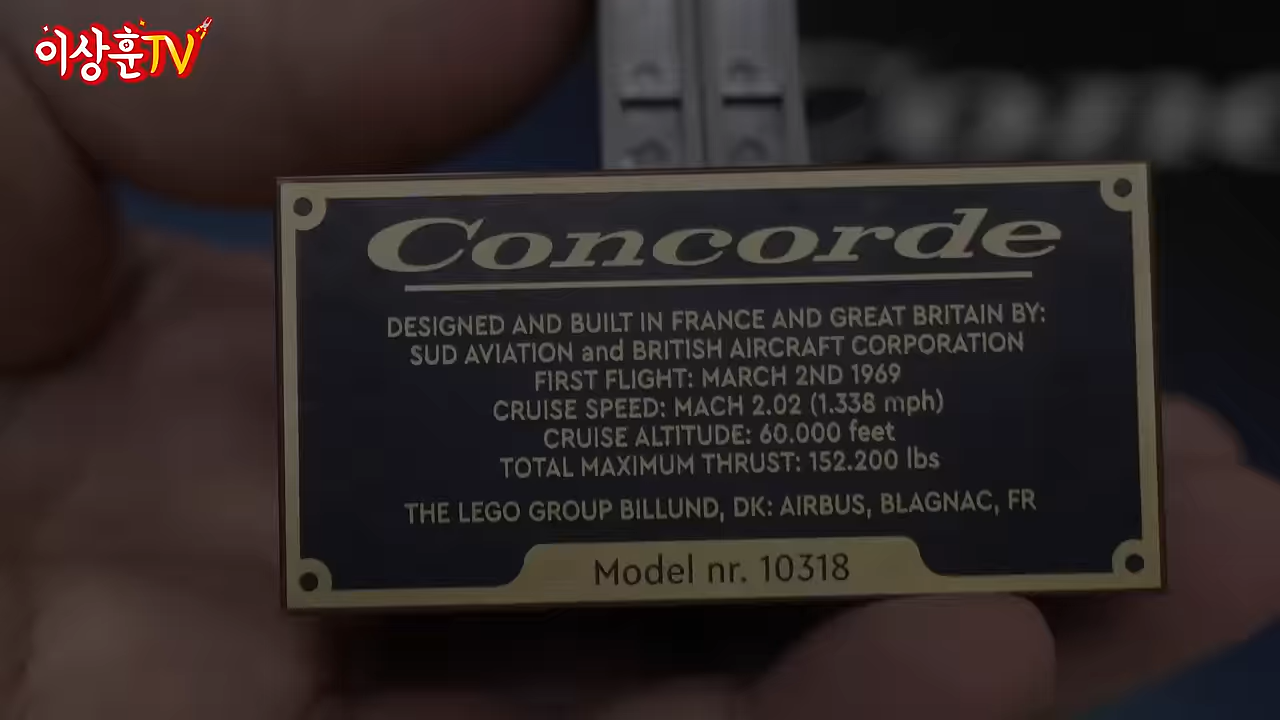 이상훈TV
Concorde
DESIGNED AND BUILT IN FRANCE AND GREAT BRITAIN BY:
SUD AVIATION and BRITISH AIRCRAFT CORPORATION
FIRST FLIGHT: MARCH 2ND 1969
CRUISE SPEED: MACH 2.02 (1.338 mph)
CRUISE ALTITUDE: 60.000 feet
TOTAL MAXIMUM THRUST: 152.200 lbs
THE LEGO GROUP BILLUND, DK: AIRBUS, BLAGNAC, FR
Model nr. 10318